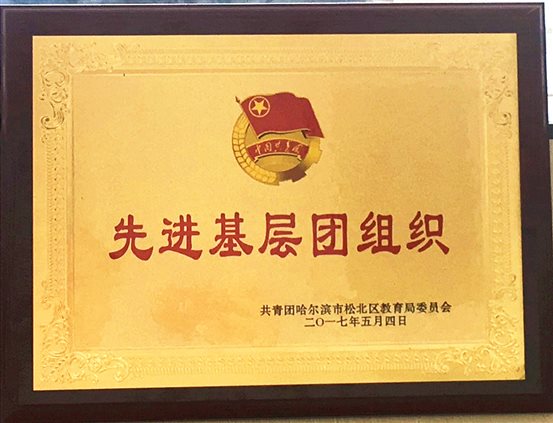 中国共青团
先进基层团组织
共青团哈尔滨市松北区教育局委员会
二〇一七年五月四日